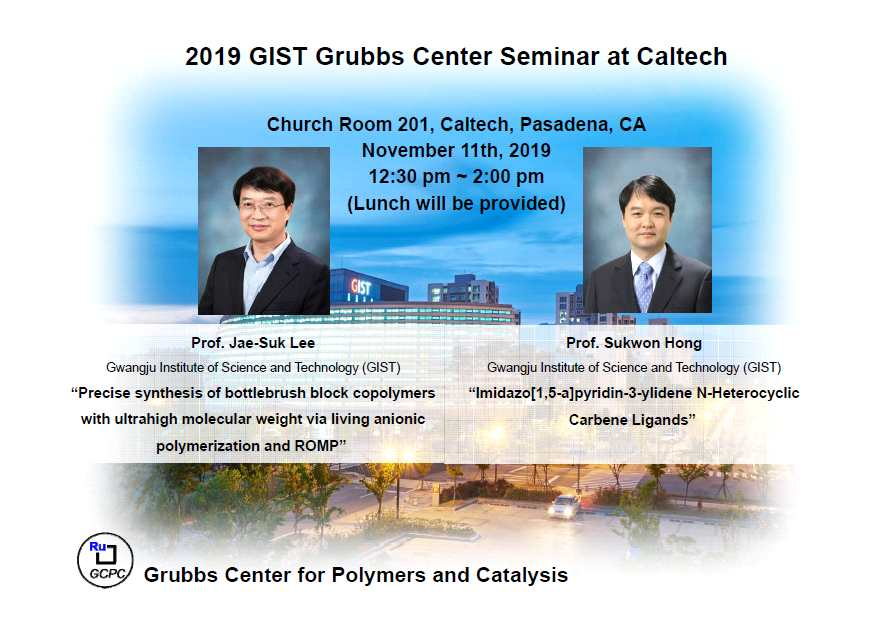 2019 GIST Grubbs Center Seminar at Caltech
Church Room 201, Caltech, Pasadena, CA
November 11th, 2019
12:30 pm ~ 2:00 pm
(Lunch will be provided)
GIST
Prof. Jae-Suk Lee
Gwangju Institute of Science and Technology (GIST)
“Precise synthesis of bottlebrush block copolymers
with ultrahigh molecular weight via living anionic
polymerization and ROMP”
Prof. Sukwon Hong
Gwangju Institute of Science and Technology (GIST)
“Imidazo[1,5-a]pyridin-3-ylidene N-Heterocyclic
Carbene Ligands”
Ru
GCPC
Grubbs Center for Polymers and Catalysis